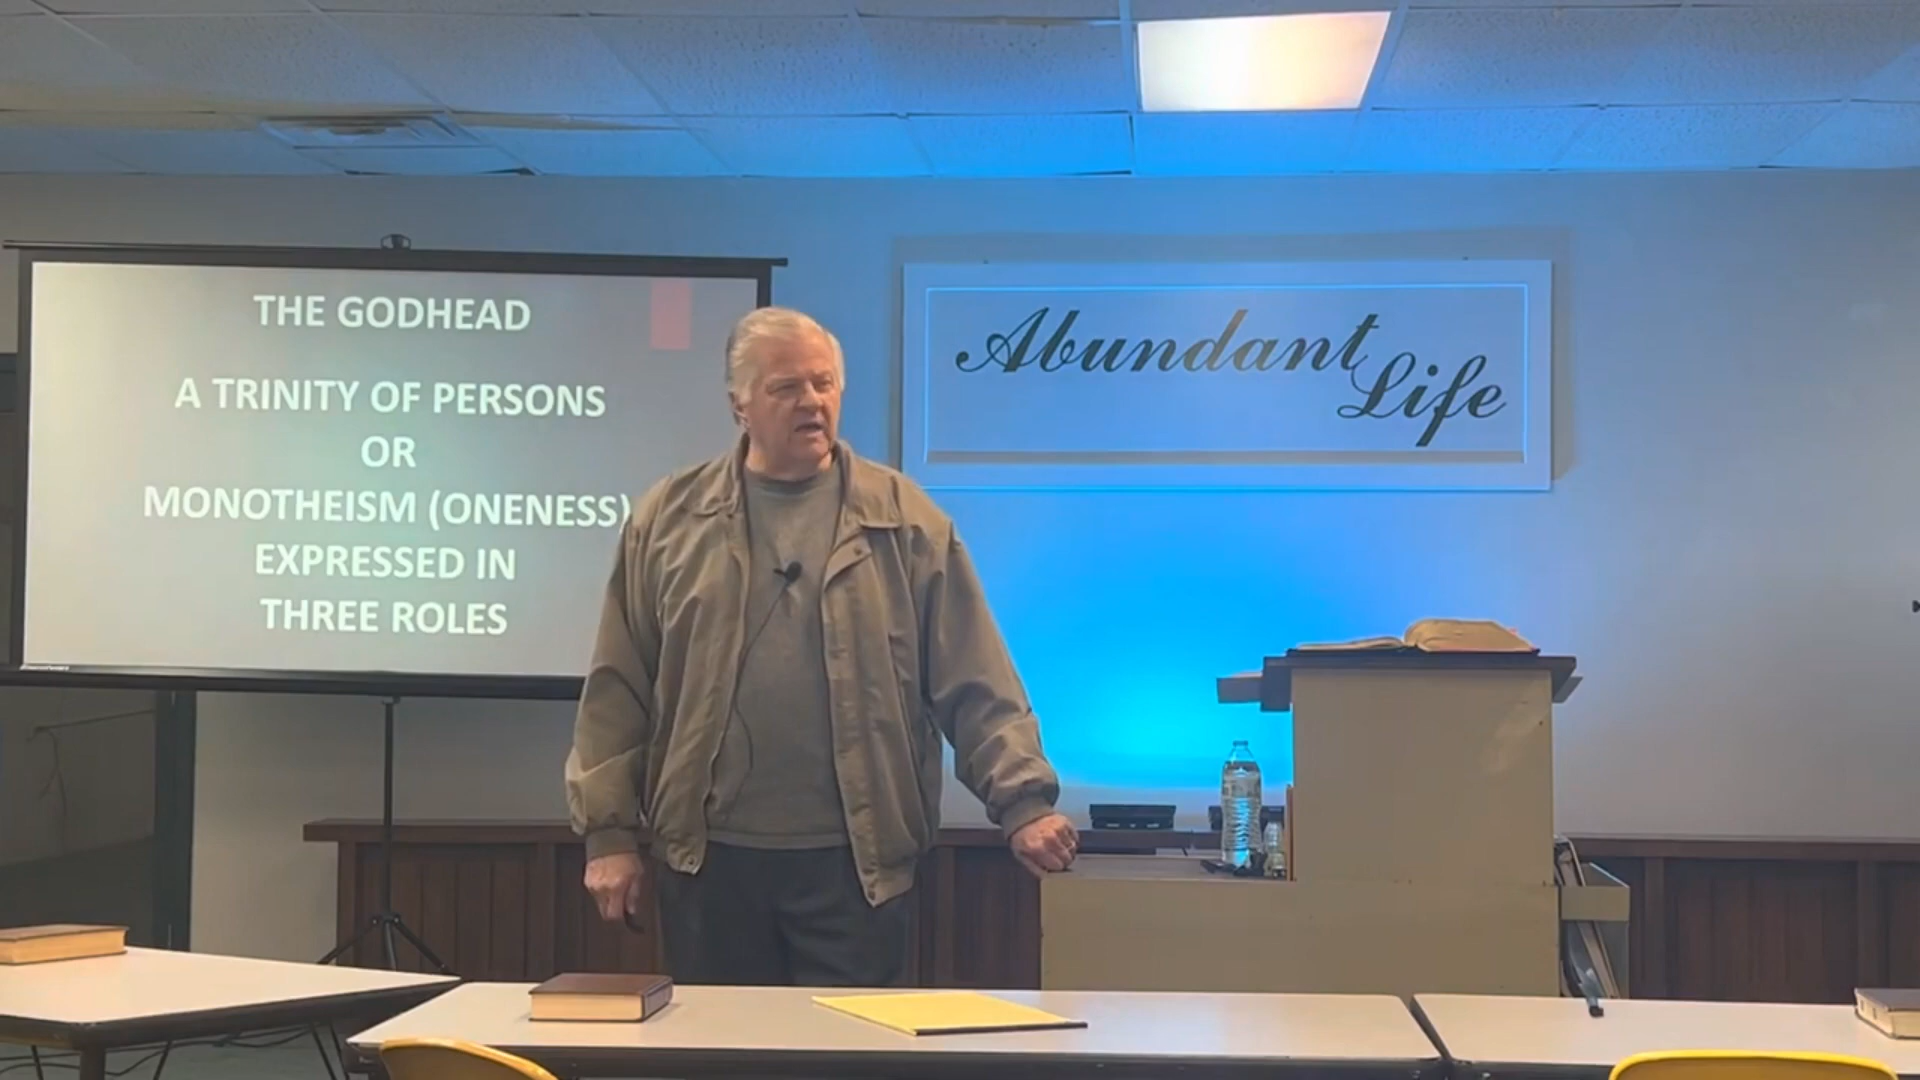 THE GODHEAD
A TRINITY OF PERSONS
OR
MONOTHEISM (ONENESS)
EXPRESSED IN
THREE ROLES
Abundant
Life